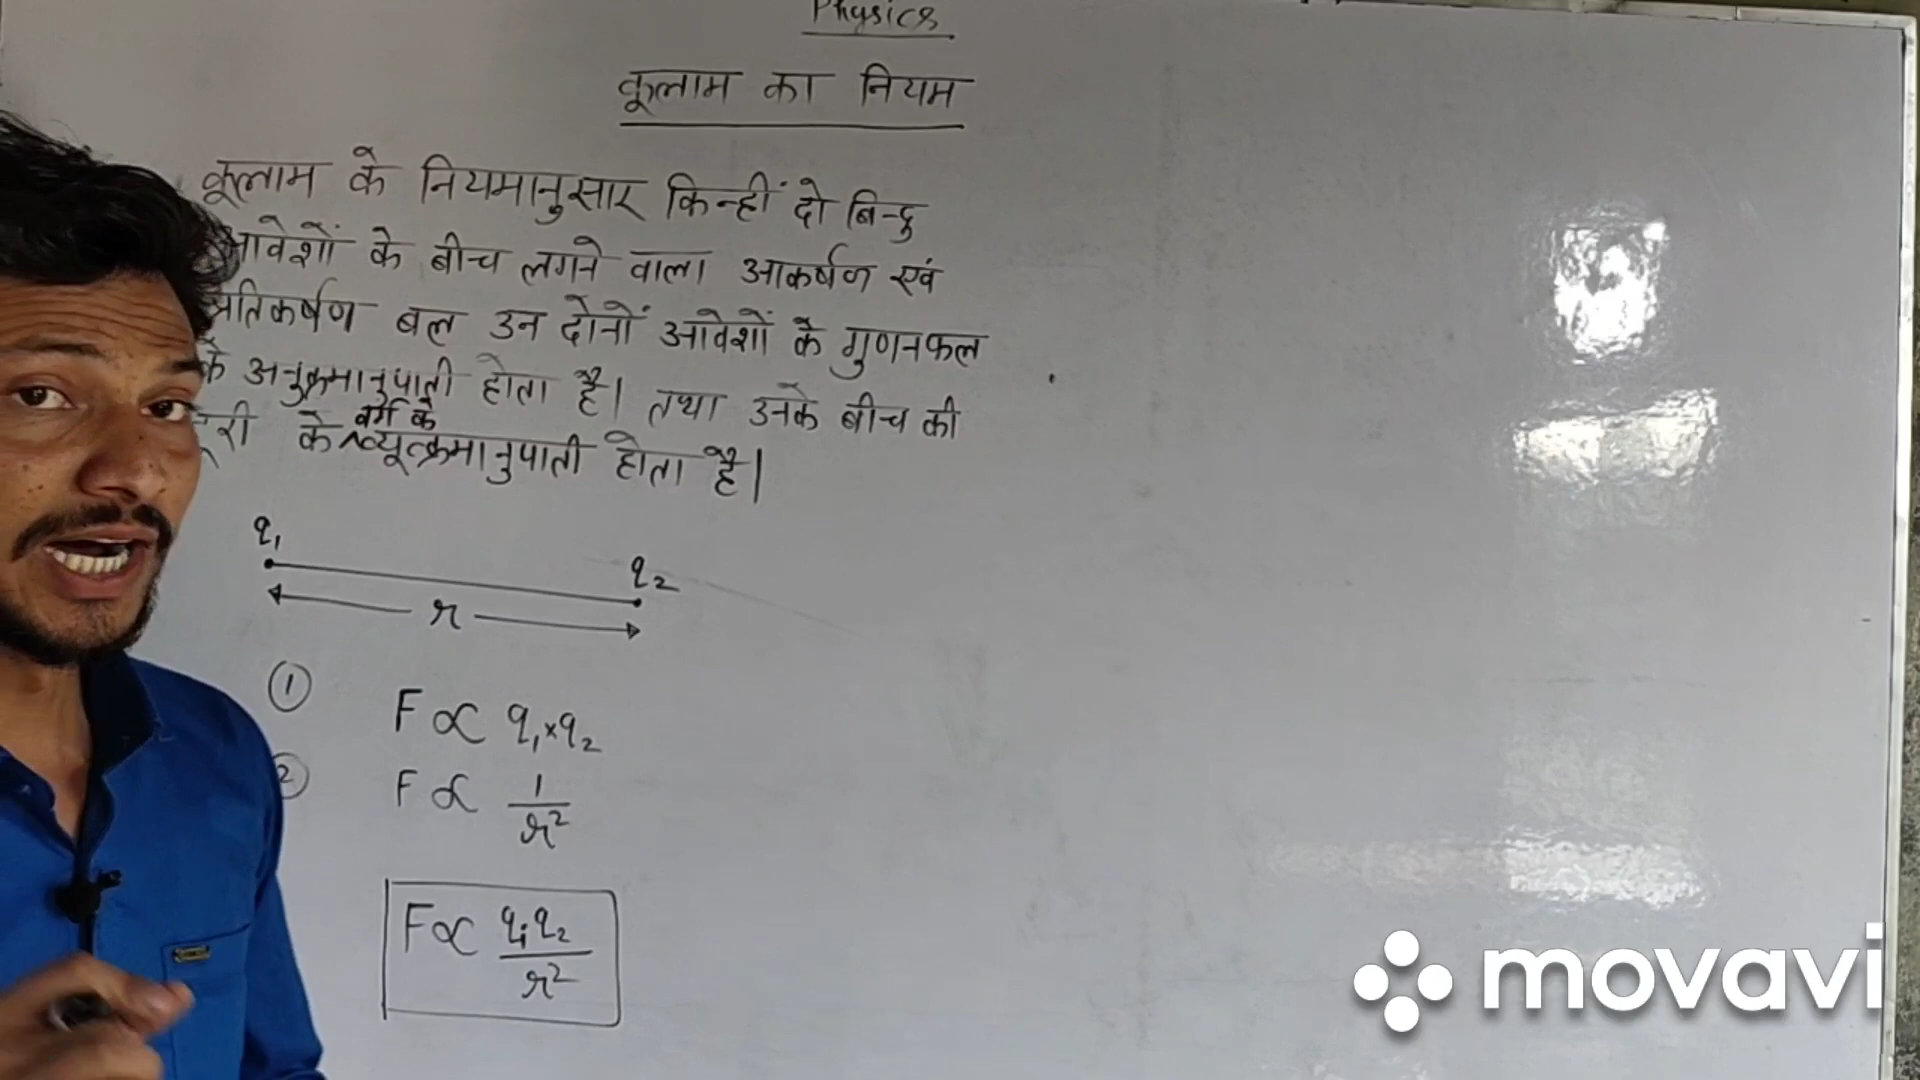 Physics
कूलाम का नियम
कूलाम के नियमानुसार किन्हीं दो बिन्दु
आवेशों के बीच लगने वाला आकर्षण एवं
प्रतिकर्षण बल उन दोनों आवेशों के गुणनफल
के अनुक्रमानुपाती होता है। तथा उनके बीच की
दूरी के वर्ग के व्यूत्क्रमानुपाती होता है।
q₁ q₂
r
① F ∝ q₁×q₂
② F ∝ 1/r²
F ∝ q₁q₂/r²
movavi